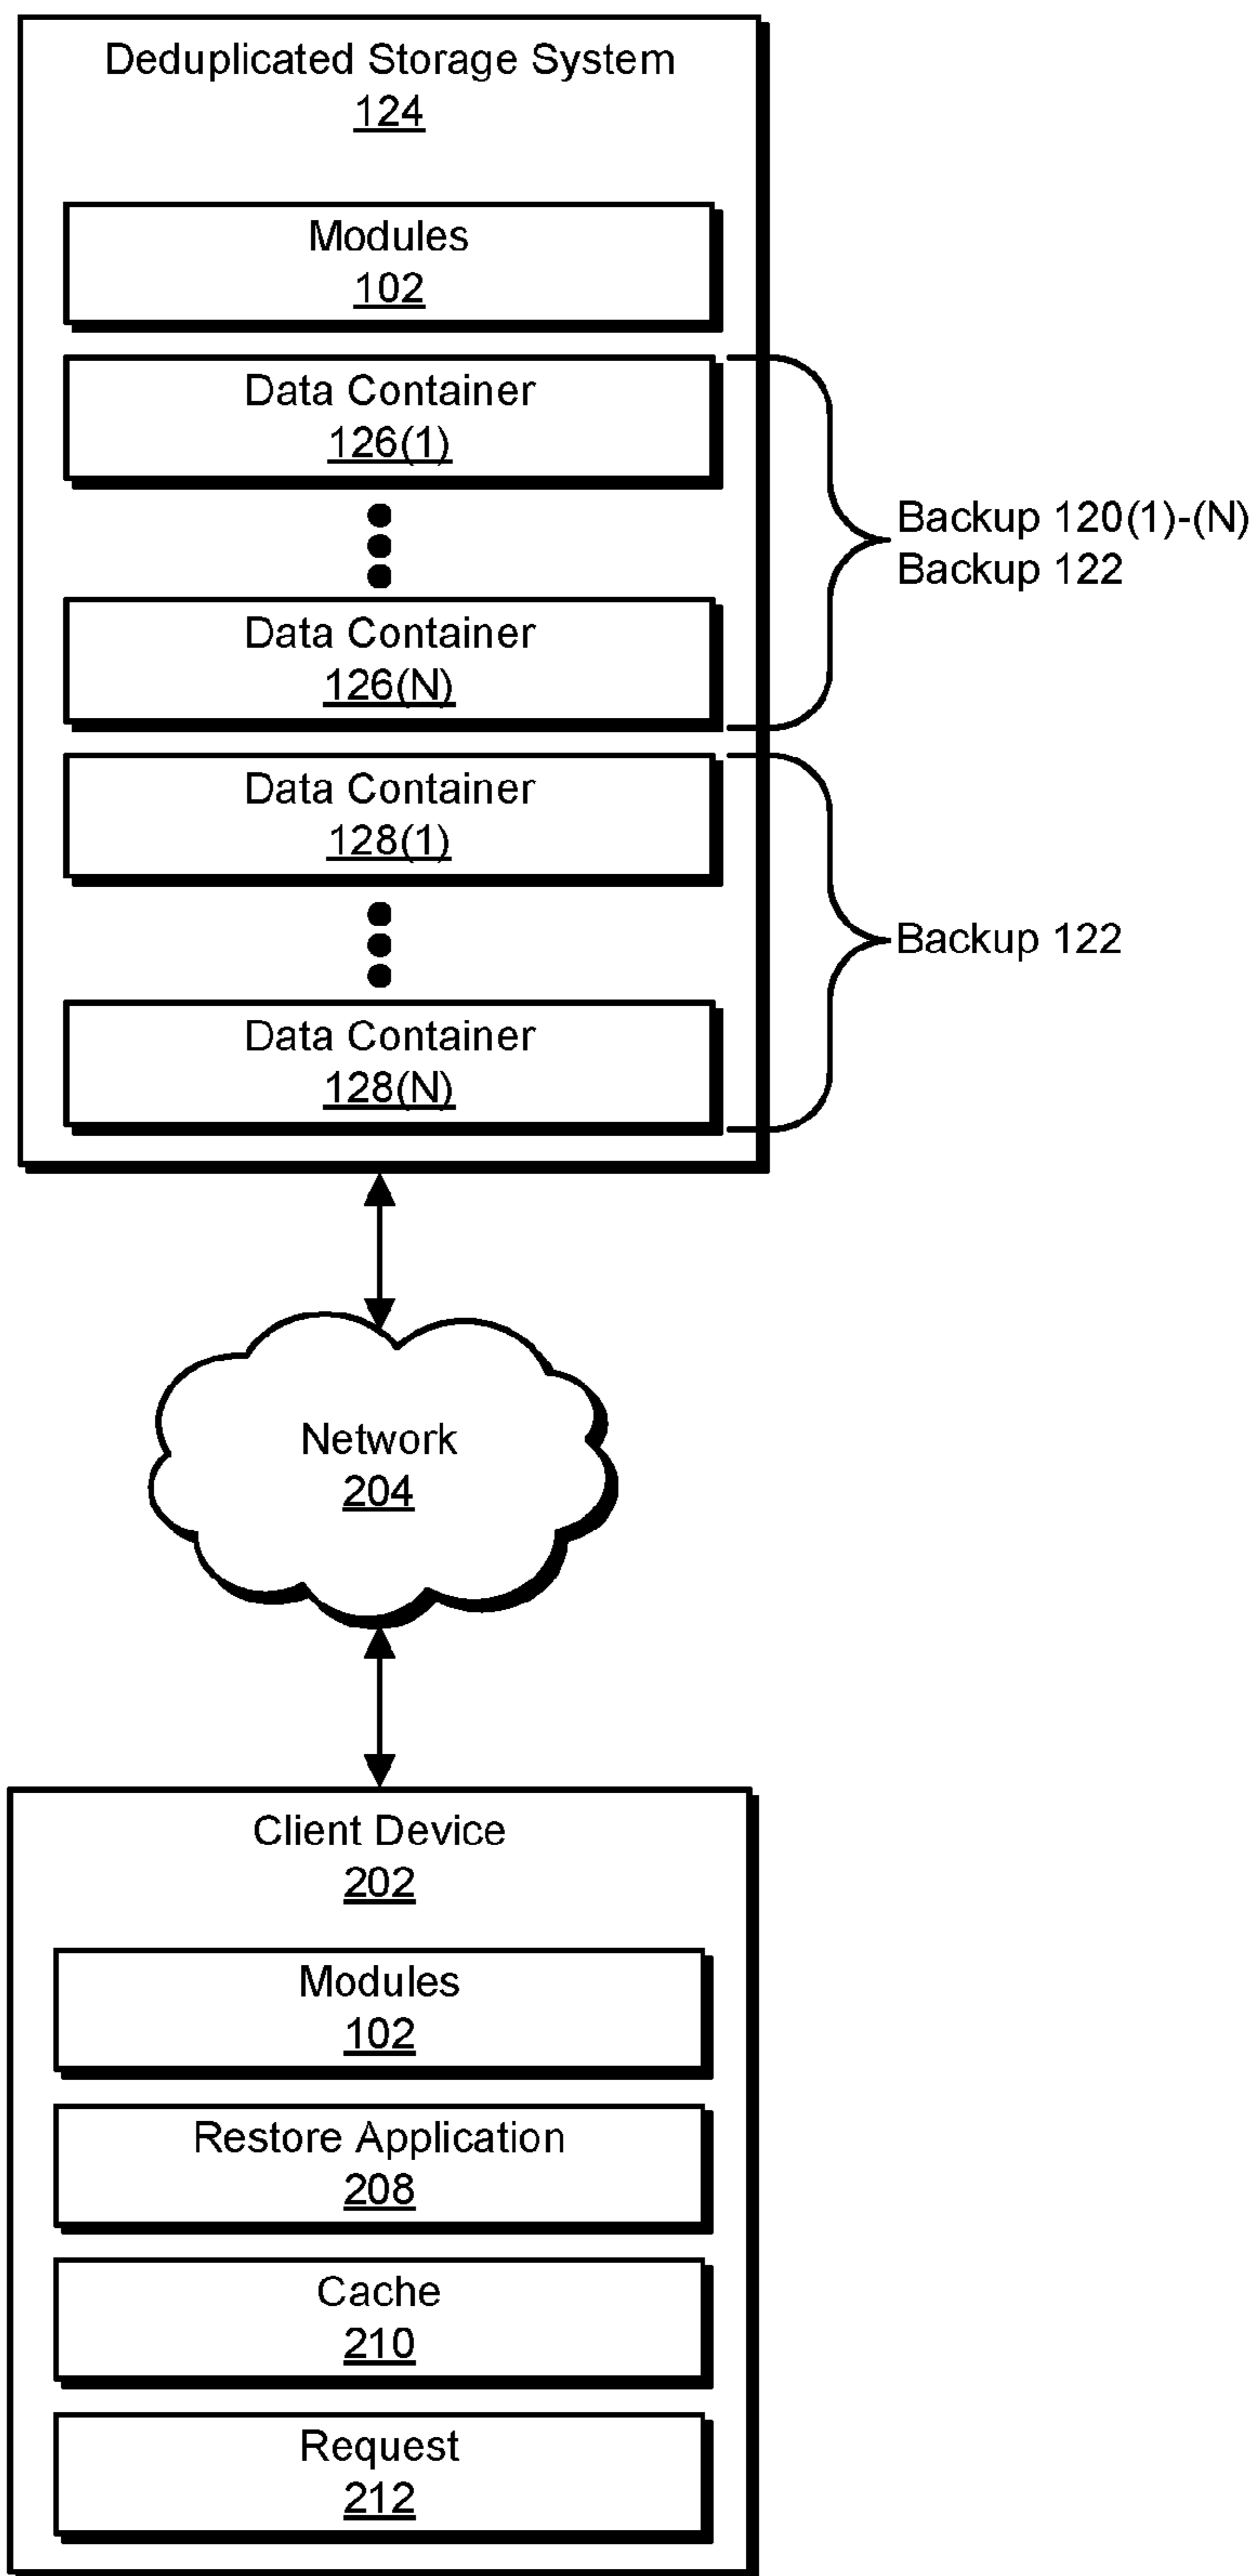 Deduplicated Storage System
124
Modules
102
Data Container
126(1)
Data Container
126(N)
Backup 120(1)-(N)
Backup 122
Data Container
128(1)
Data Container
128(N)
Backup 122
Network
204
Client Device
202
Modules
102
Restore Application
208
Cache
210
Request
212